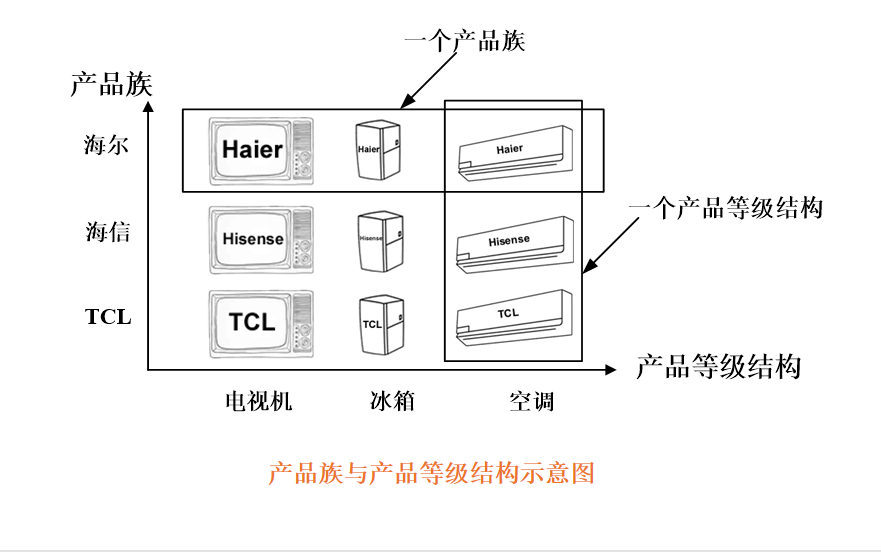 一个产品族
产品族
海尔
Haier
Haier
Haier
一个产品等级结构
海信
Hisense
Hisense
Hisense
TCL
TCL
TCL
TCL
产品等级结构
电视机
冰箱
空调
产品族与产品等级结构示意图